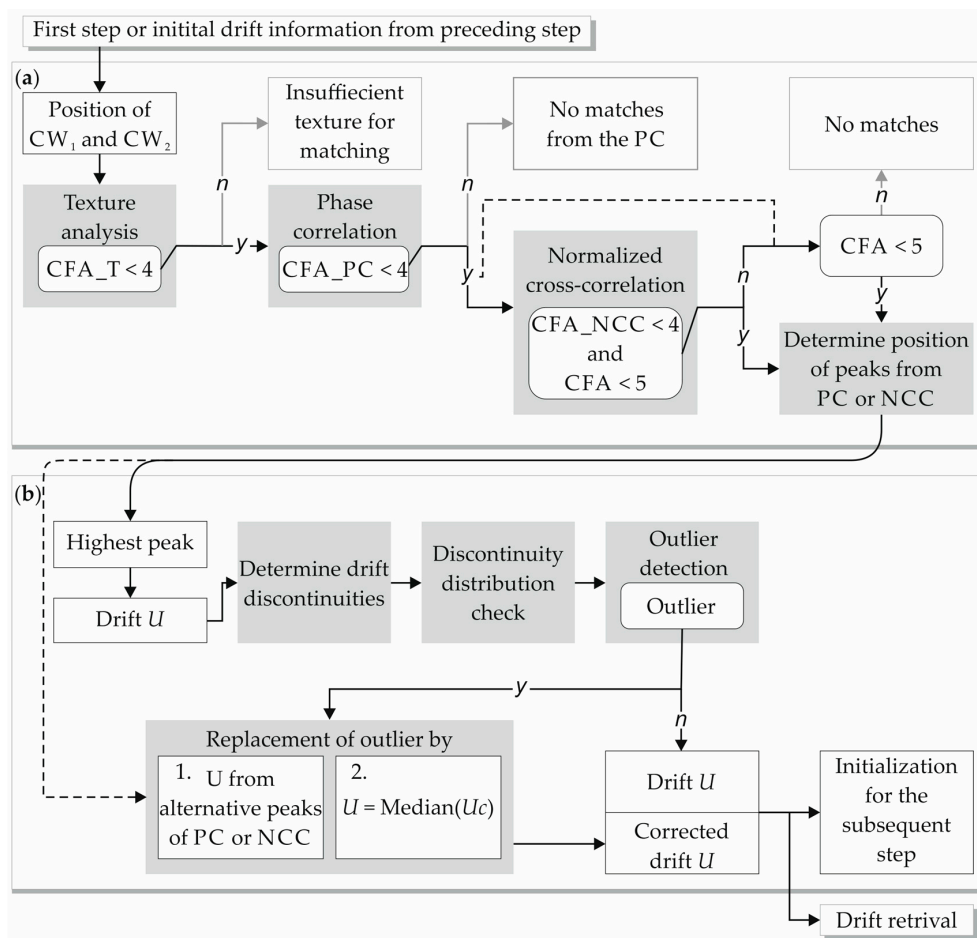 First step or initital drift information from preceding step
(a)
Position of
CW₁ and CW₂
Insuffiecient
texture for
matching
No matches
from the PC
No matches
n
n
n
Texture
analysis
CFA_T < 4
y
Phase
correlation
CFA_PC < 4
y
Normalized
cross-correlation
CFA_NCC < 4
and
CFA < 5
n
y
CFA < 5
y
Determine position
of peaks from
PC or NCC
(b)
Highest peak
Drift U
Determine drift
discontinuities
Discontinuity
distribution
check
Outlier
detection
Outlier
y
n
Replacement of outlier by
1. U from
alternative peaks
of PC or NCC
2.
U = Median(Uc)
Drift U
Corrected
drift U
Initialization
for the
subsequent
step
Drift retrival